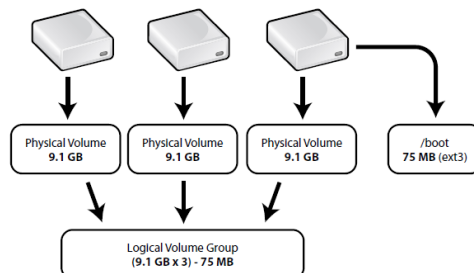 Physical Volume
9.1 GB
Physical Volume
9.1 GB
Physical Volume
9.1 GB
/boot
75 MB (ext3)
Logical Volume Group
(9.1 GB x 3) - 75 MB